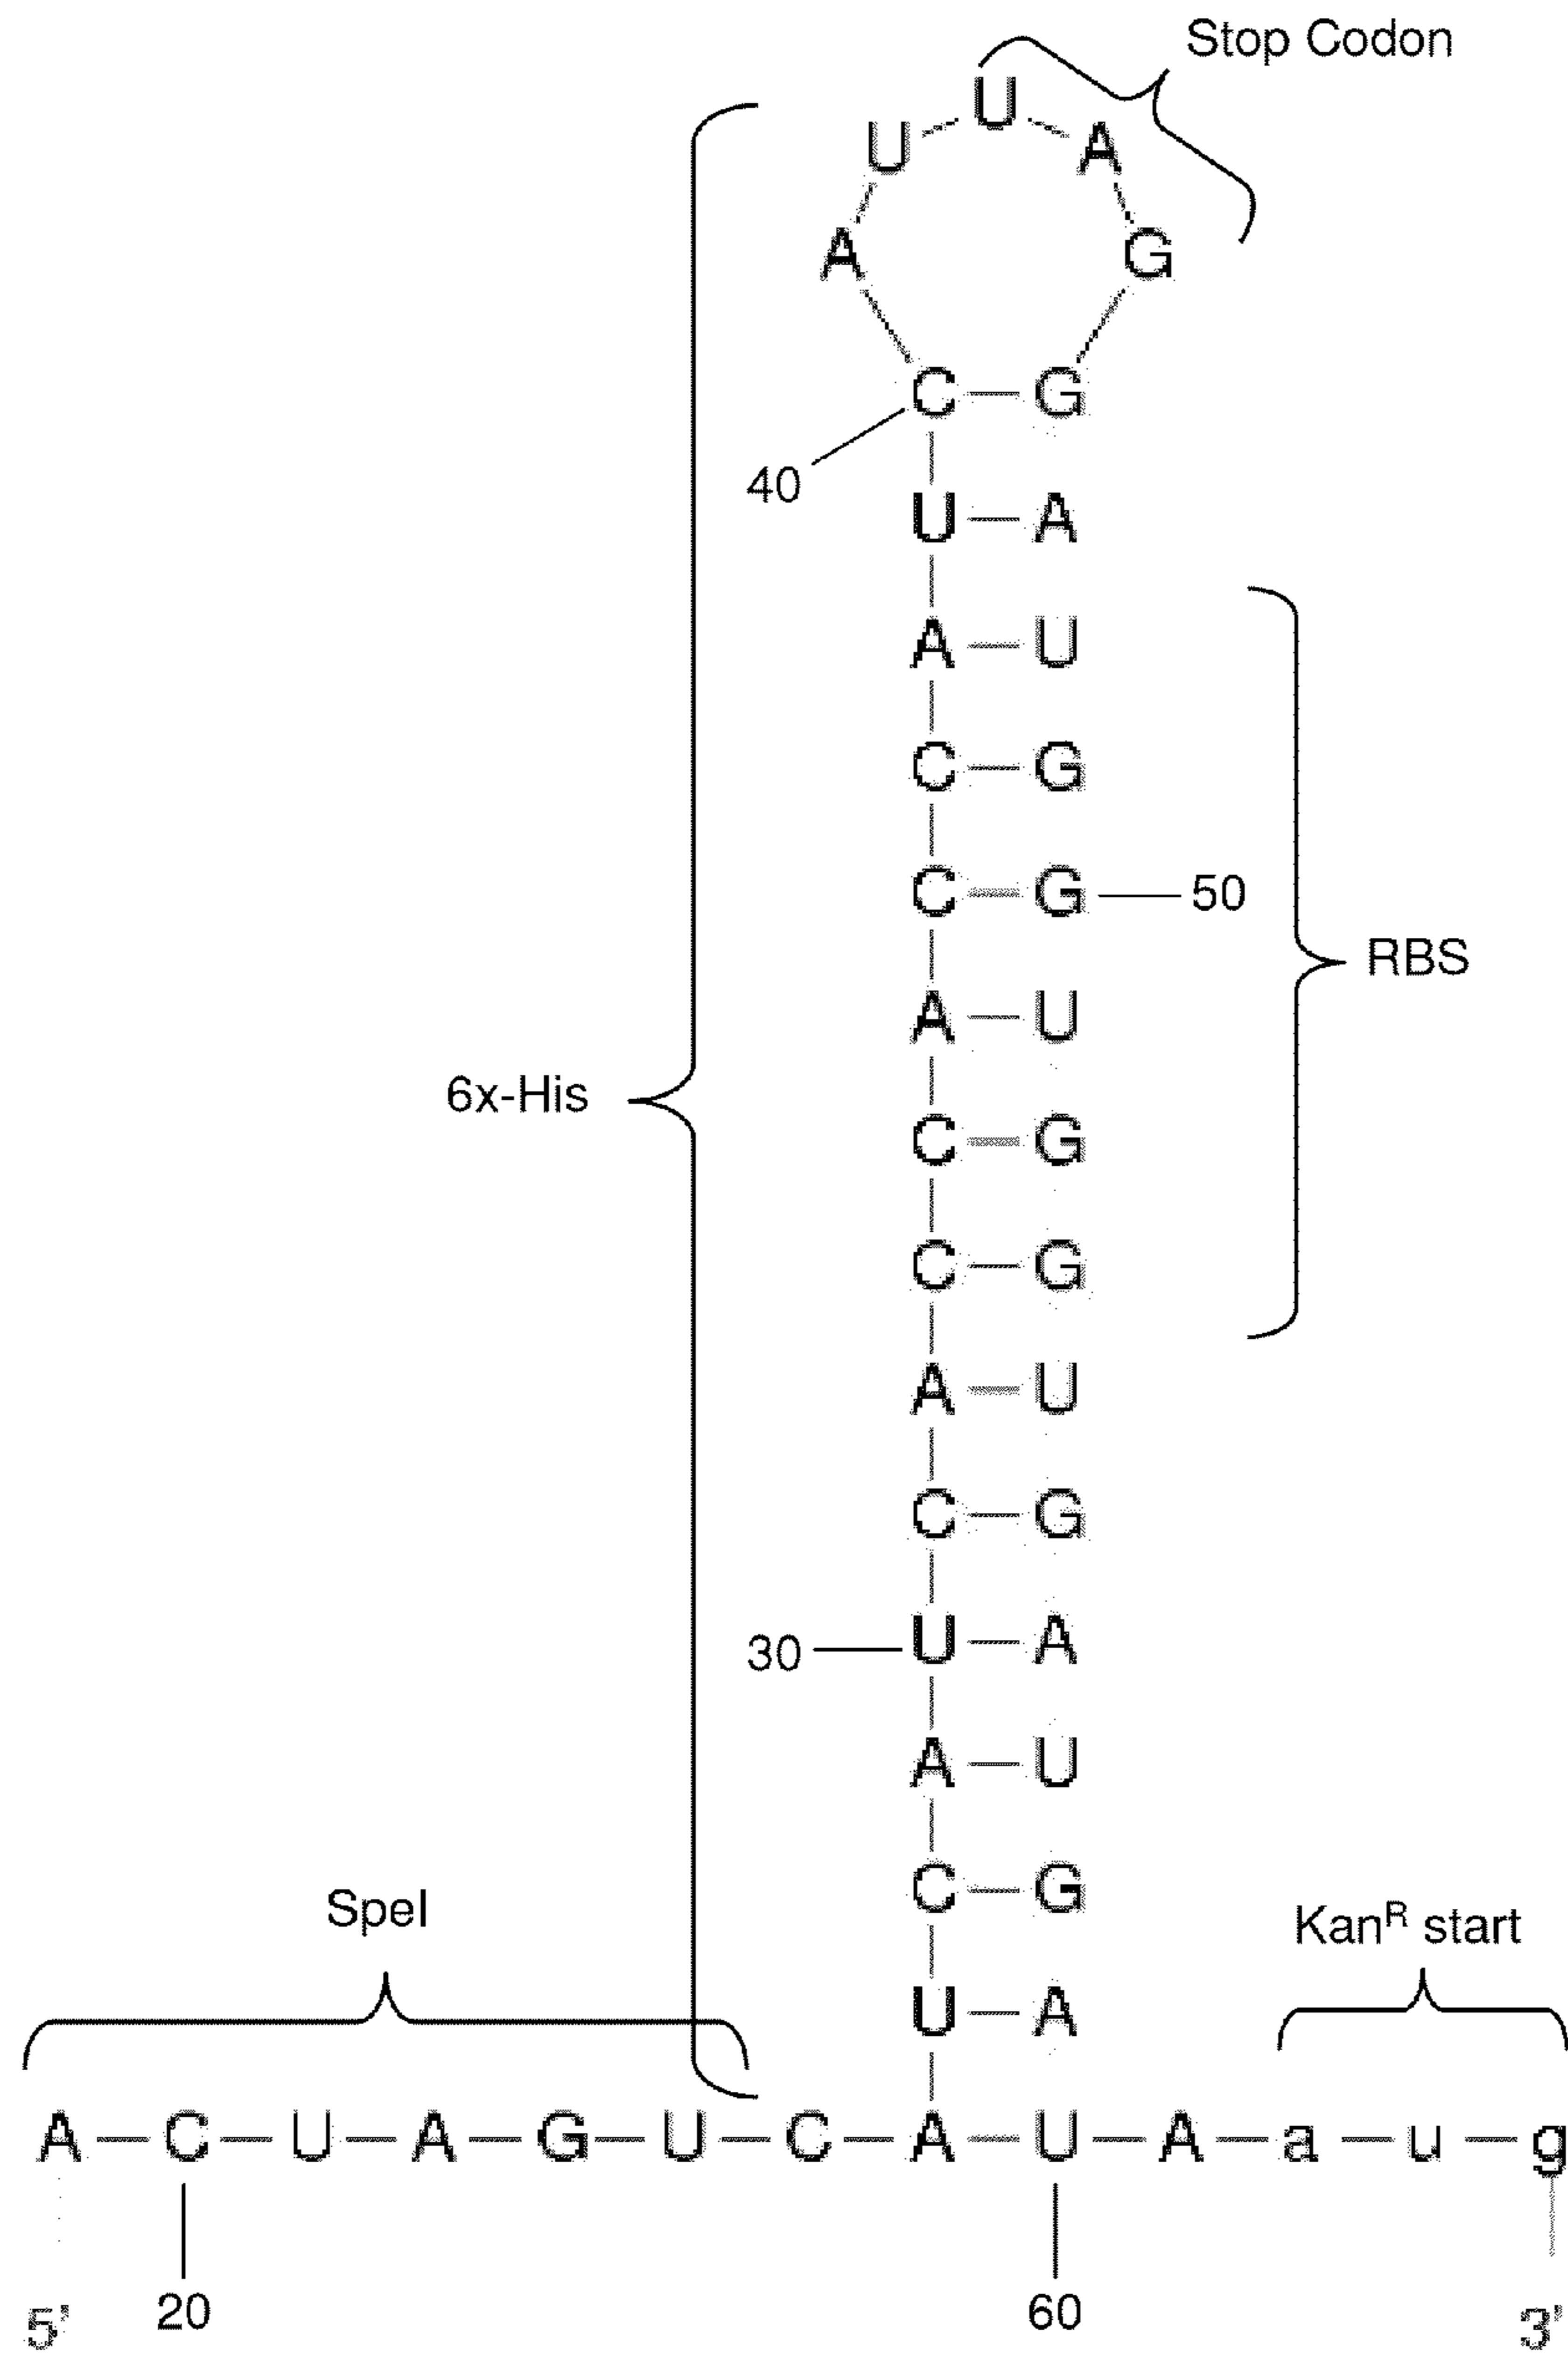 Stop Codon
U U A
A G
C G
40
U A
A U
C G
C G 50
RBS
A U
6x-His
C G
C G
A U
C G
30 U A
A U
C G
SpeI
KanR start
U A
A C U A G U C A U A a u g
5' 20 60 3'